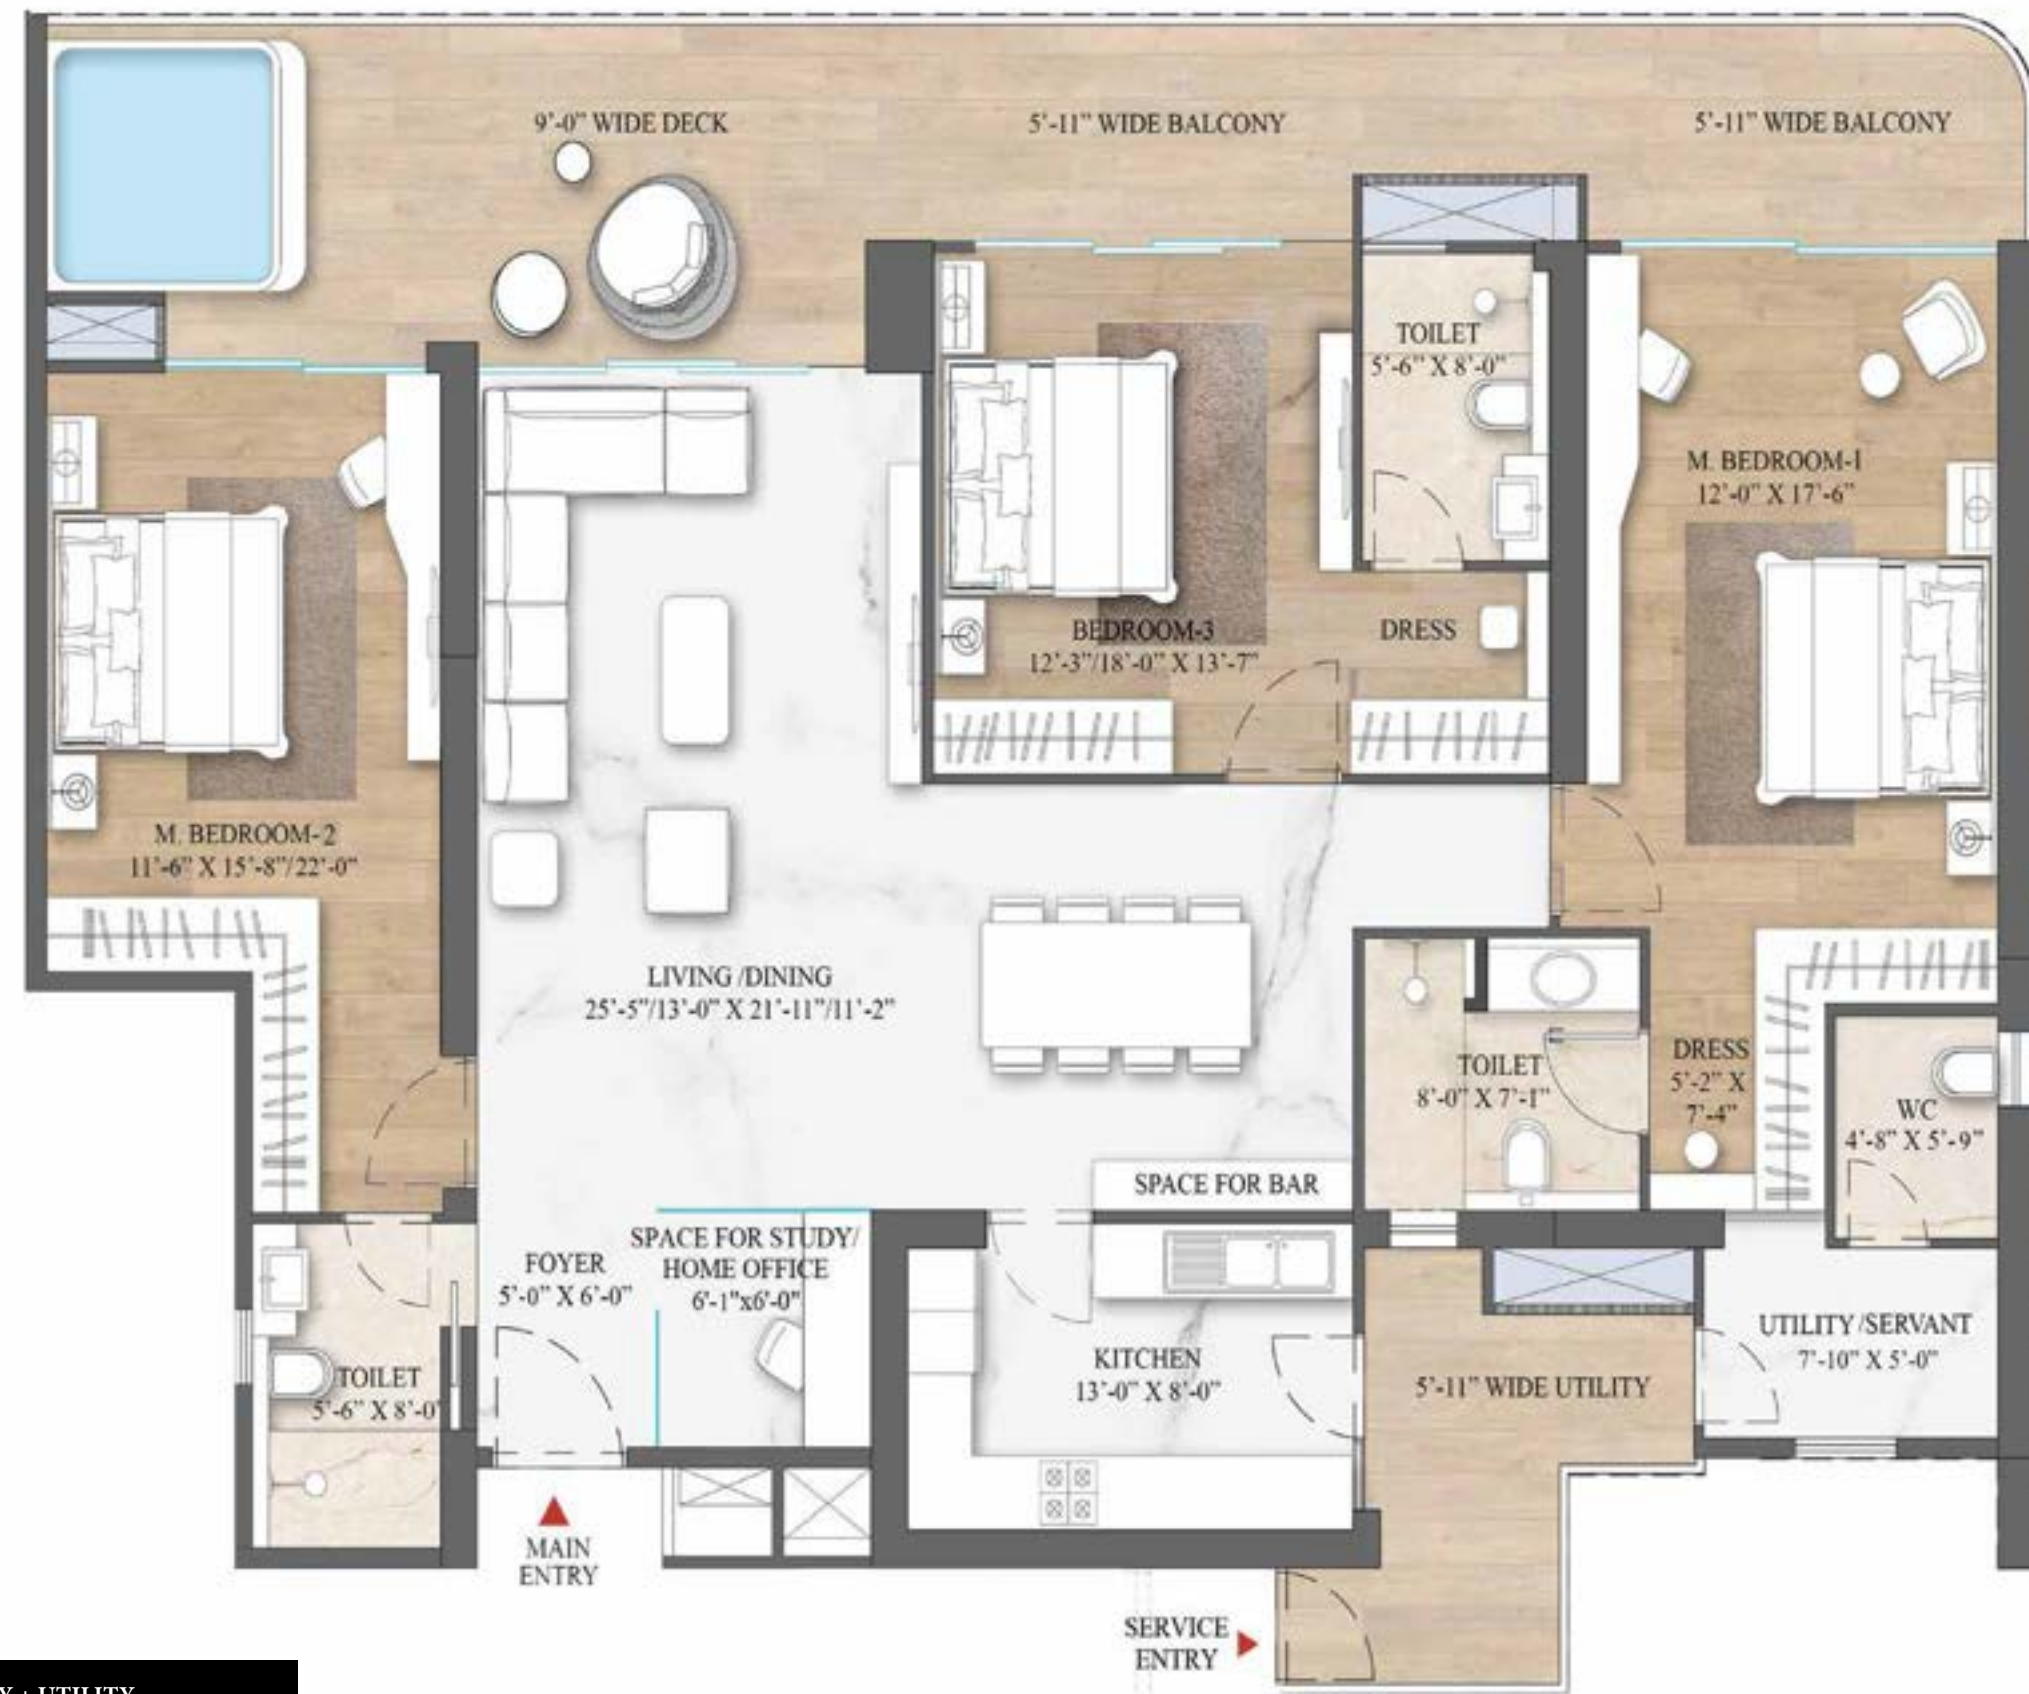 9'-0" WIDE DECK
5'-11" WIDE BALCONY
5'-11" WIDE BALCONY
TOILET
5'-6" X 8'-0"
M. BEDROOM-1
12'-0" X 17'-6"
BEDROOM-3
12'-3"/18'-0" X 13'-7"
DRESS
M. BEDROOM-2
11'-6" X 15'-8"/22'-0"
LIVING /DINING
25'-5"/13'-0" X 21'-11"/11'-2"
TOILET
8'-0" X 7'-1"
DRESS
5'-2" X
7'-4"
WC
4'-8" X 5'-9"
SPACE FOR BAR
FOYER
5'-0" X 6'-0"
SPACE FOR STUDY/
HOME OFFICE
6'-1"x6'-0"
TOILET
5'-6" X 8'-0"
KITCHEN
13'-0" X 8'-0"
5'-11" WIDE UTILITY
UTILITY /SERVANT
7'-10" X 5'-0"
MAIN
ENTRY
SERVICE
ENTRY
+ UTILITY